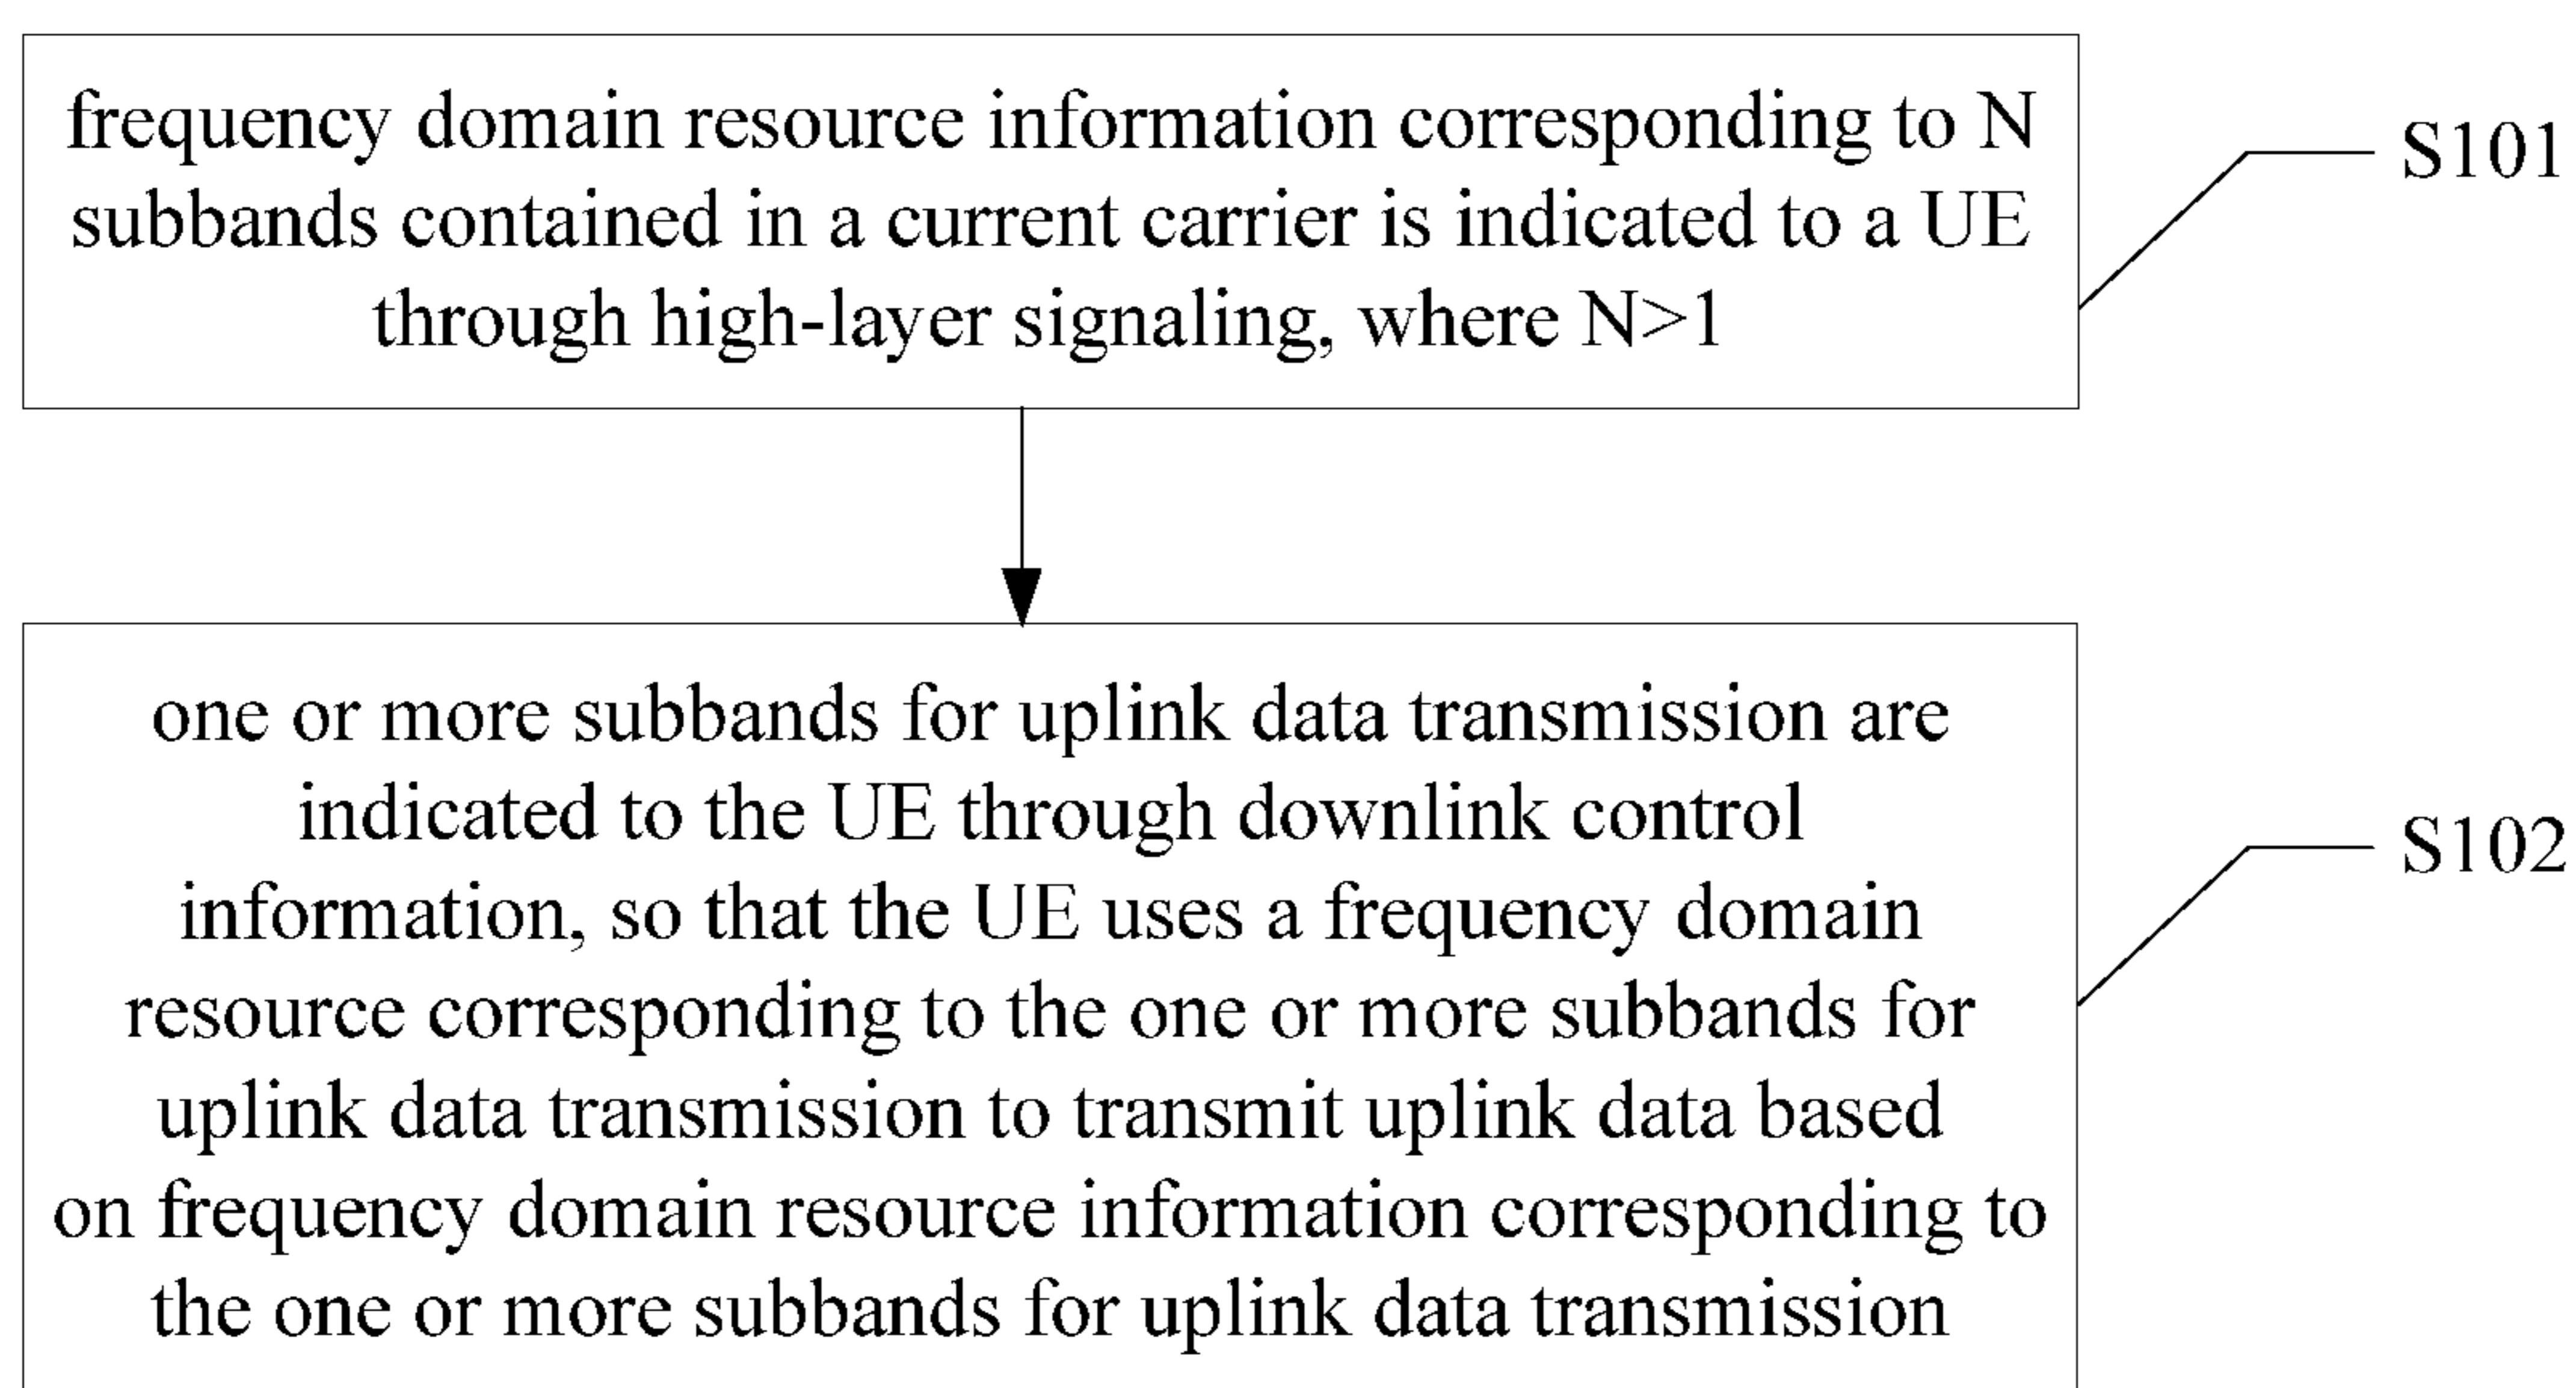 frequency domain resource information corresponding to N
subbands contained in a current carrier is indicated to a UE
through high-layer signaling, where N>1
S101
one or more subbands for uplink data transmission are
indicated to the UE through downlink control
information, so that the UE uses a frequency domain
resource corresponding to the one or more subbands for
uplink data transmission to transmit uplink data based
on frequency domain resource information corresponding to
the one or more subbands for uplink data transmission
S102